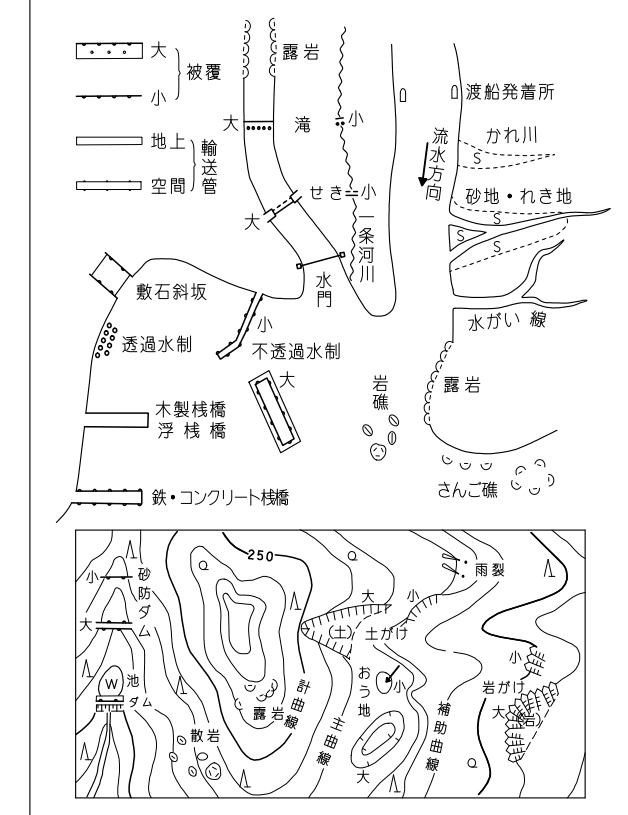 大
小
被覆
地上
空間
輸送管
露岩
大
滝
小
せき
小
大
一条河川
水門
渡船発着所
流水方向
かれ川
S
砂地・れき地
S
S
S
水がい線
露岩
さんご礁
岩礁
敷石斜坂
透過水制
小
不透過水制
大
木製桟橋
浮桟橋
鉄・コンクリート桟橋
小
砂防ダム
大
W
池
ダム
250
計曲線
露岩
散岩
主曲線
大
小
(土)
土がけ
おう地
小
大
補助曲線
雨裂
小
岩がけ
大
(岩)